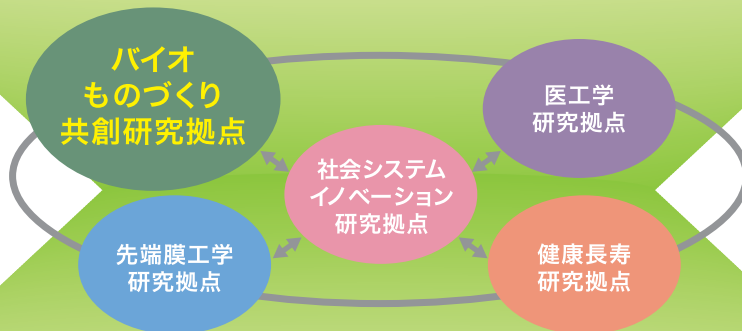 バイオ
ものづくり
共創研究拠点
医工学
研究拠点
社会システム
イノベーション
研究拠点
先端膜工学
研究拠点
健康長寿
研究拠点